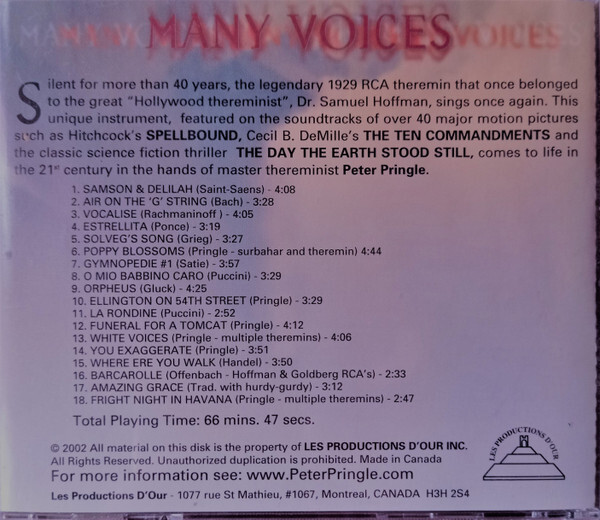 MANY VOICES
Silent for more than 40 years, the legendary 1929 RCA theremin that once belonged
to the great "Hollywood thereminist", Dr. Samuel Hoffman, sings once again. This
unique instrument, featured on the soundtracks of over 40 major motion pictures
such as Hitchcock's SPELLBOUND, Cecil B. DeMille's THE TEN COMMANDMENTS and
the classic science fiction thriller THE DAY THE EARTH STOOD STILL, comes to life in
the 21st century in the hands of master thereminist Peter Pringle.
1. SAMSON & DELILAH (Saint-Saens) - 4:08
2. AIR ON THE 'G' STRING (Bach) - 3:28
3. VOCALISE (Rachmaninoff ) - 4:05
4. ESTRELLITA (Ponce) - 3:19
5. SOLVEG'S SONG (Grieg) - 3:27
6. POPPY BLOSSOMS (Pringle - surbahar and theremin) 4:44
7. GYMNOPEDIE #1 (Satie) - 3:57
8. O MIO BABBINO CARO (Puccini) - 3:29
9. ORPHEUS (Gluck) - 4:25
10. ELLINGTON ON 54TH STREET (Pringle) - 3:29
11. LA RONDINE (Puccini) - 2:52
12. FUNERAL FOR A TOMCAT (Pringle) - 4:12
13. WHITE VOICES (Pringle - multiple theremins) - 4:06
14. YOU EXAGGERATE (Pringle) - 3:51
15. WHERE ERE YOU WALK (Handel) - 3:50
16. BARCAROLLE (Offenbach - Hoffman & Goldberg RCA's) - 2:33
17. AMAZING GRACE (Trad. with hurdy-gurdy) - 3:12
18. FRIGHT NIGHT IN HAVANA (Pringle - multiple theremins) - 2:47
Total Playing Time: 66 mins. 47 secs.
© 2002 All material on this disk is the property of LES PRODUCTIONS D'OUR INC.
All Rights Reserved. Unauthorized duplication is prohibited. Made in Canada
For more information see: www.PeterPringle.com
Les Productions D'Our - 1077 rue St Mathieu, #1067, Montreal, CANADA H3H 2S4
LES PRODUCTIONS D'OUR